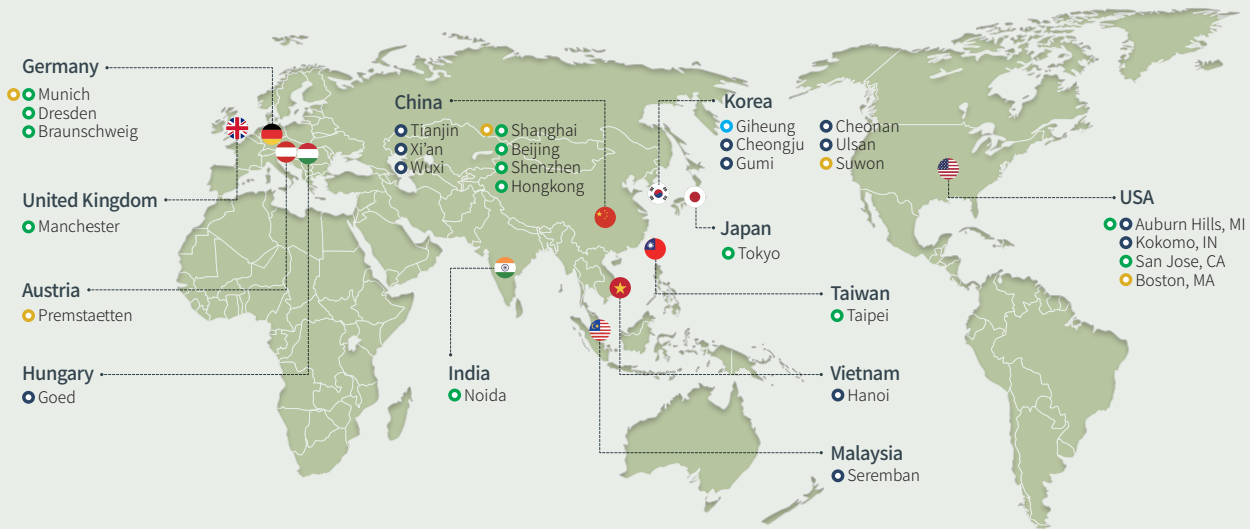 Germany
Munich
Dresden
Braunschweig
United Kingdom
Manchester
Austria
Premstaetten
Hungary
Goed
China
Tianjin
Xi'an
Wuxi
Shanghai
Beijing
Shenzhen
Hongkong
India
Noida
Korea
Giheung
Cheongju
Gumi
Cheonan
Ulsan
Suwon
Japan
Tokyo
Taiwan
Taipei
Vietnam
Hanoi
Malaysia
Seremban
USA
Auburn Hills, MI
Kokomo, IN
San Jose, CA
Boston, MA